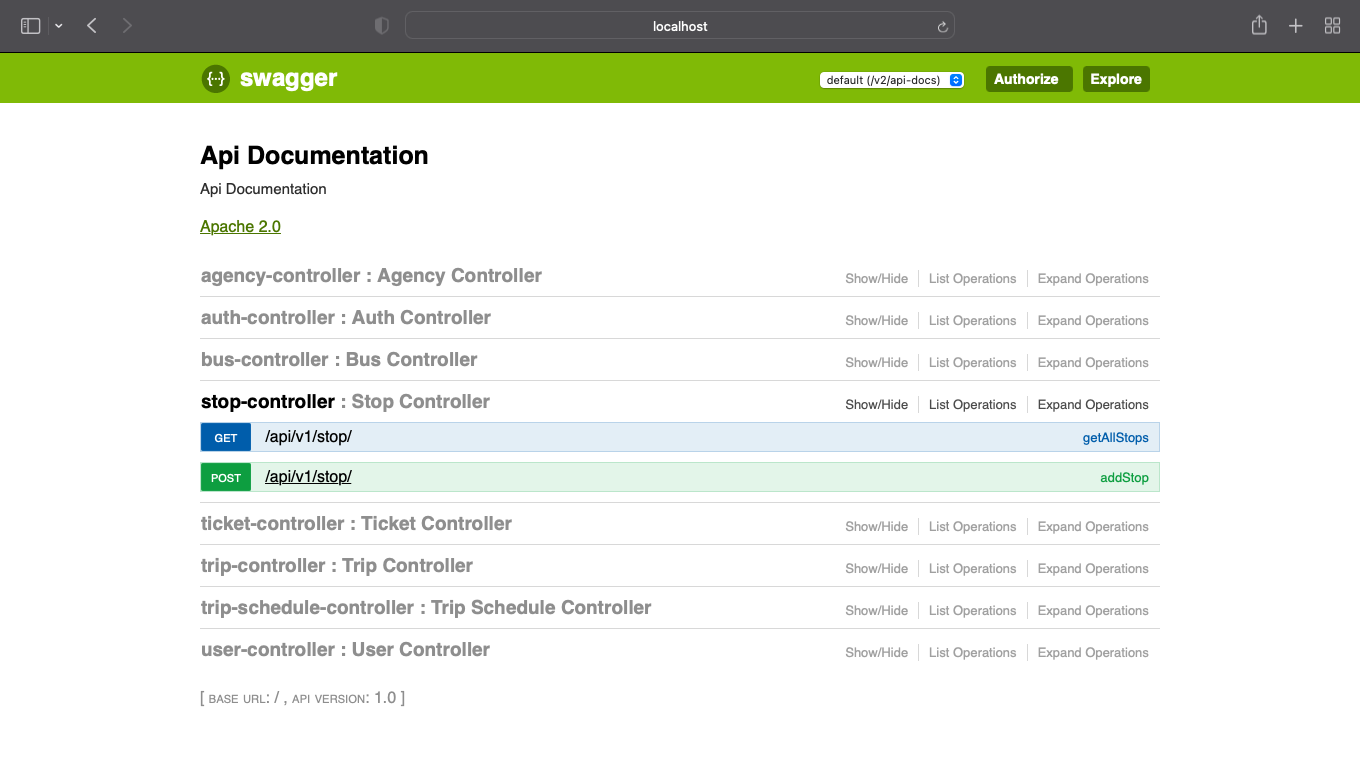 localhost
{···} swagger default (/v2/api-docs) Authorize Explore
Api Documentation
Api Documentation
Apache 2.0
agency-controller : Agency Controller Show/Hide List Operations Expand Operations
auth-controller : Auth Controller Show/Hide List Operations Expand Operations
bus-controller : Bus Controller Show/Hide List Operations Expand Operations
stop-controller : Stop Controller Show/Hide List Operations Expand Operations
GET /api/v1/stop/ getAllStops
POST /api/v1/stop/ addStop
ticket-controller : Ticket Controller Show/Hide List Operations Expand Operations
trip-controller : Trip Controller Show/Hide List Operations Expand Operations
trip-schedule-controller : Trip Schedule Controller Show/Hide List Operations Expand Operations
user-controller : User Controller Show/Hide List Operations Expand Operations
[ BASE URL: / , API VERSION: 1.0 ]